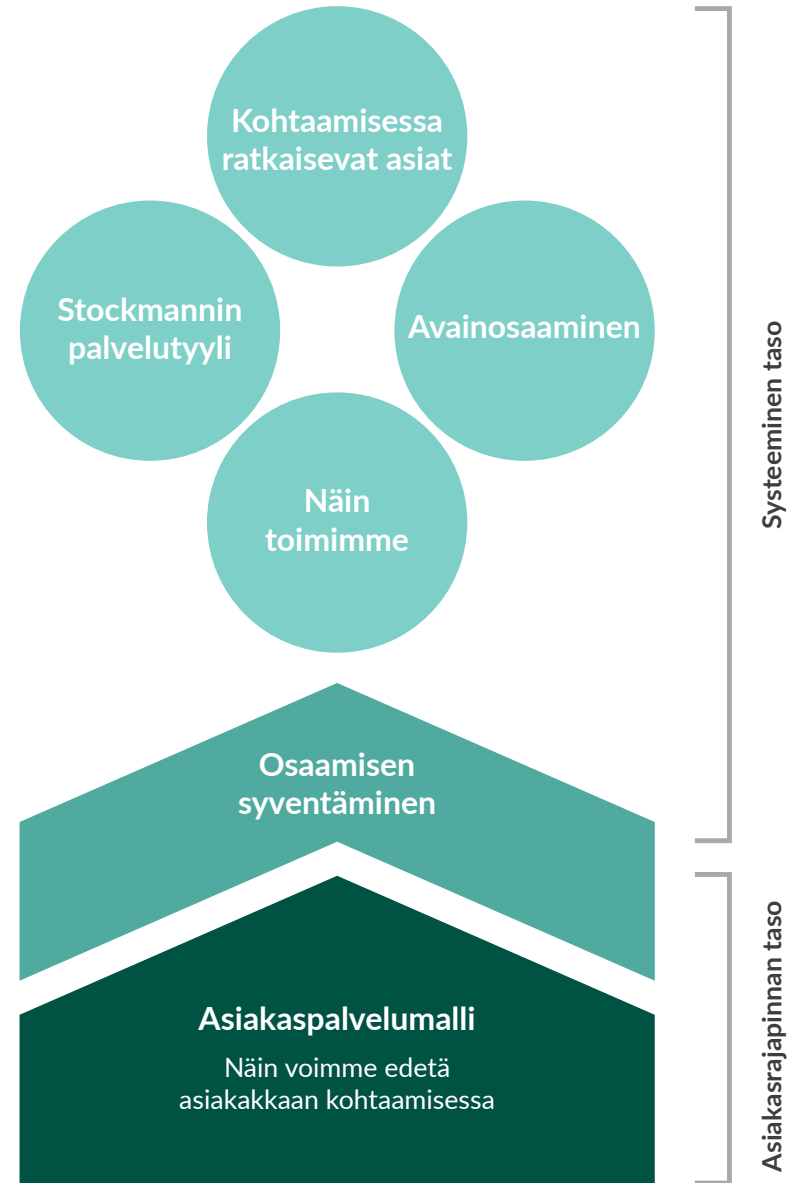 Kohtaamisessa
ratkaisevat asiat
Stockmannin
palvelutyyli
Avainosaaminen
Näin
toimimme
Osaamisen
syventäminen
Asiakaspalvelumalli
Näin voimme edetä
asiakakkaan kohtaamisessa
Systeeminen taso
Asiakasrajapinnan taso